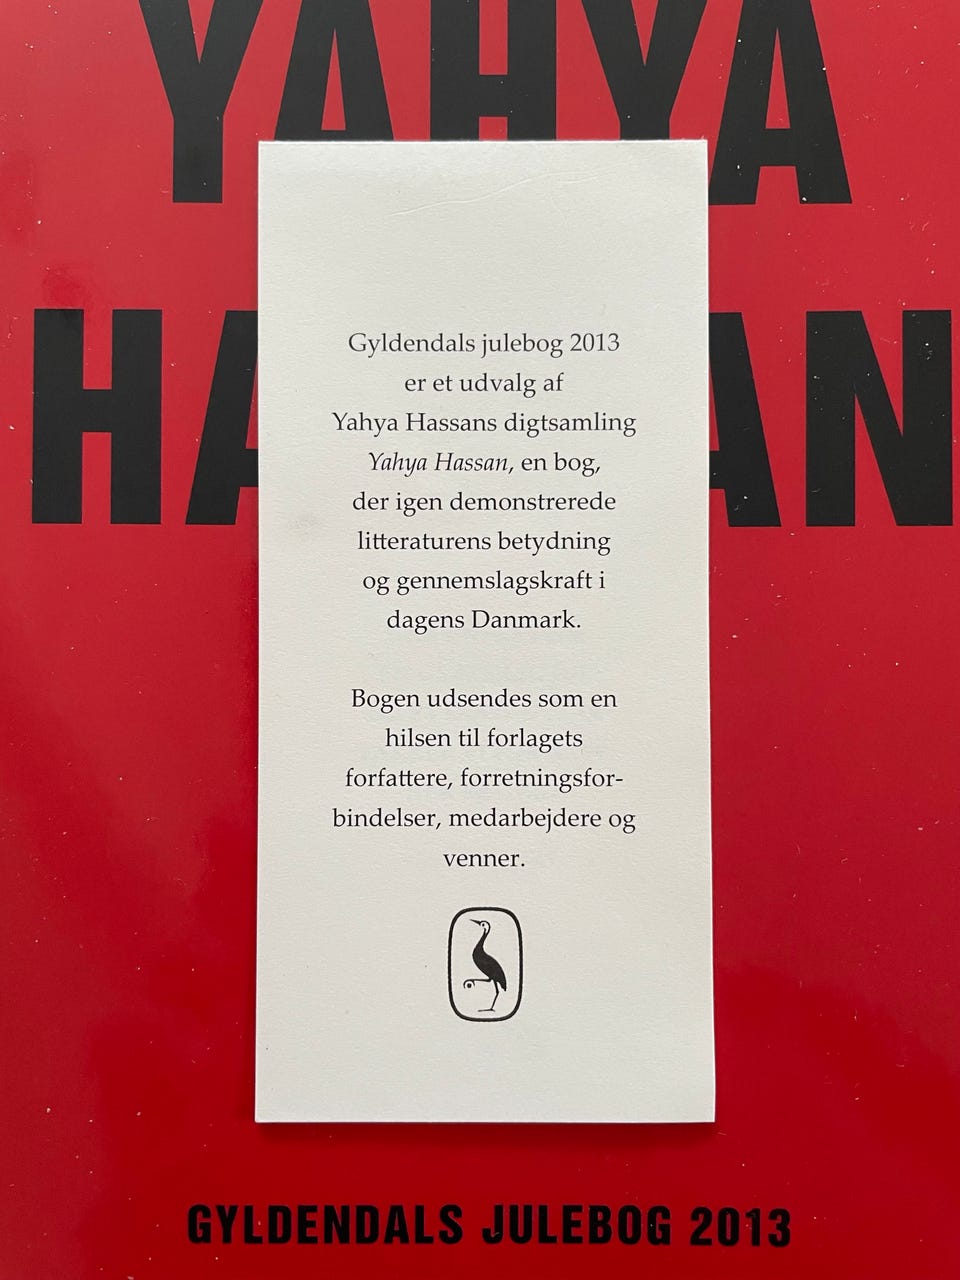 YAHYA
HASSAN
Gyldendals julebog 2013
er et udvalg af
Yahya Hassans digtsamling
Yahya Hassan, en bog,
der igen demonstrerede
litteraturens betydning
og gennemslagskraft i
dagens Danmark.
Bogen udsendes som en
hilsen til forlagets
forfattere, forretningsfor-
bindelser, medarbejdere og
venner.
GYLDENDALS JULEBOG 2013